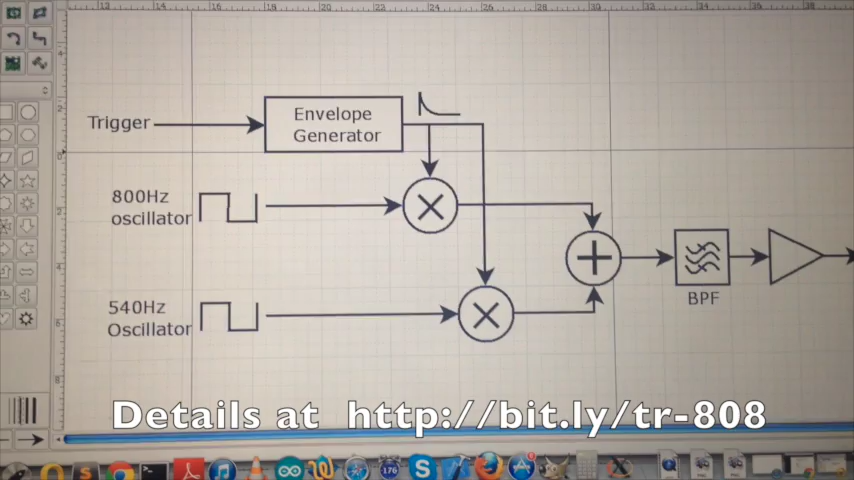 Trigger
Envelope
Generator
800Hz
oscillator
540Hz
Oscillator
BPF
Details at http://bit.ly/tr-808